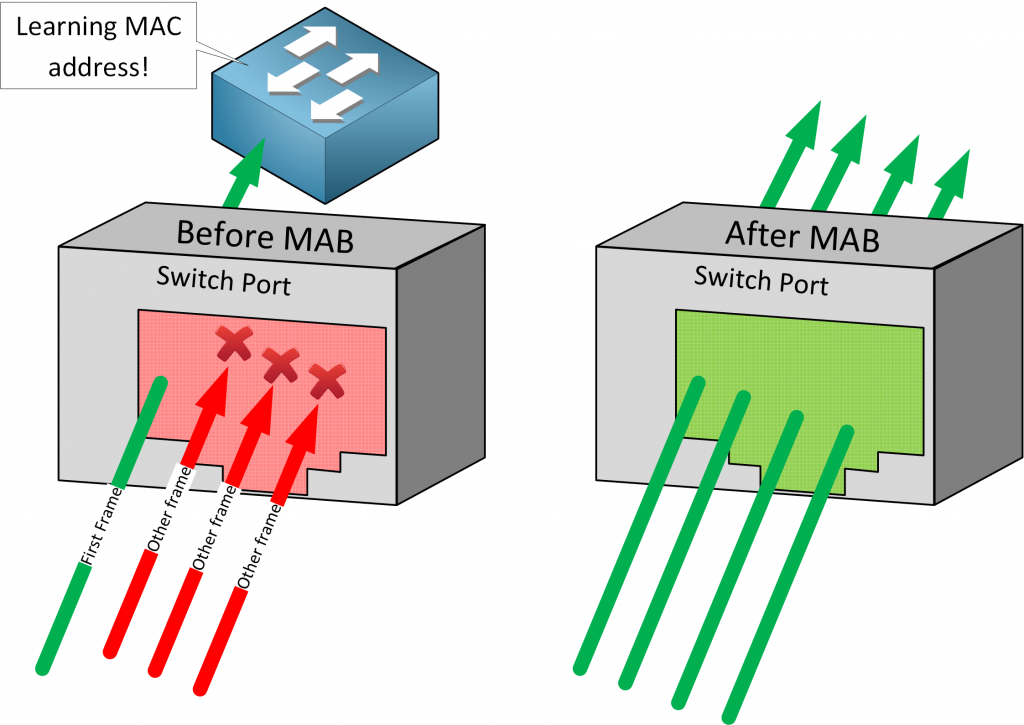 Learning MAC
address!
Before MAB
Switch Port
First Frame
Other frame
Other frame
Other frame
After MAB
Switch Port